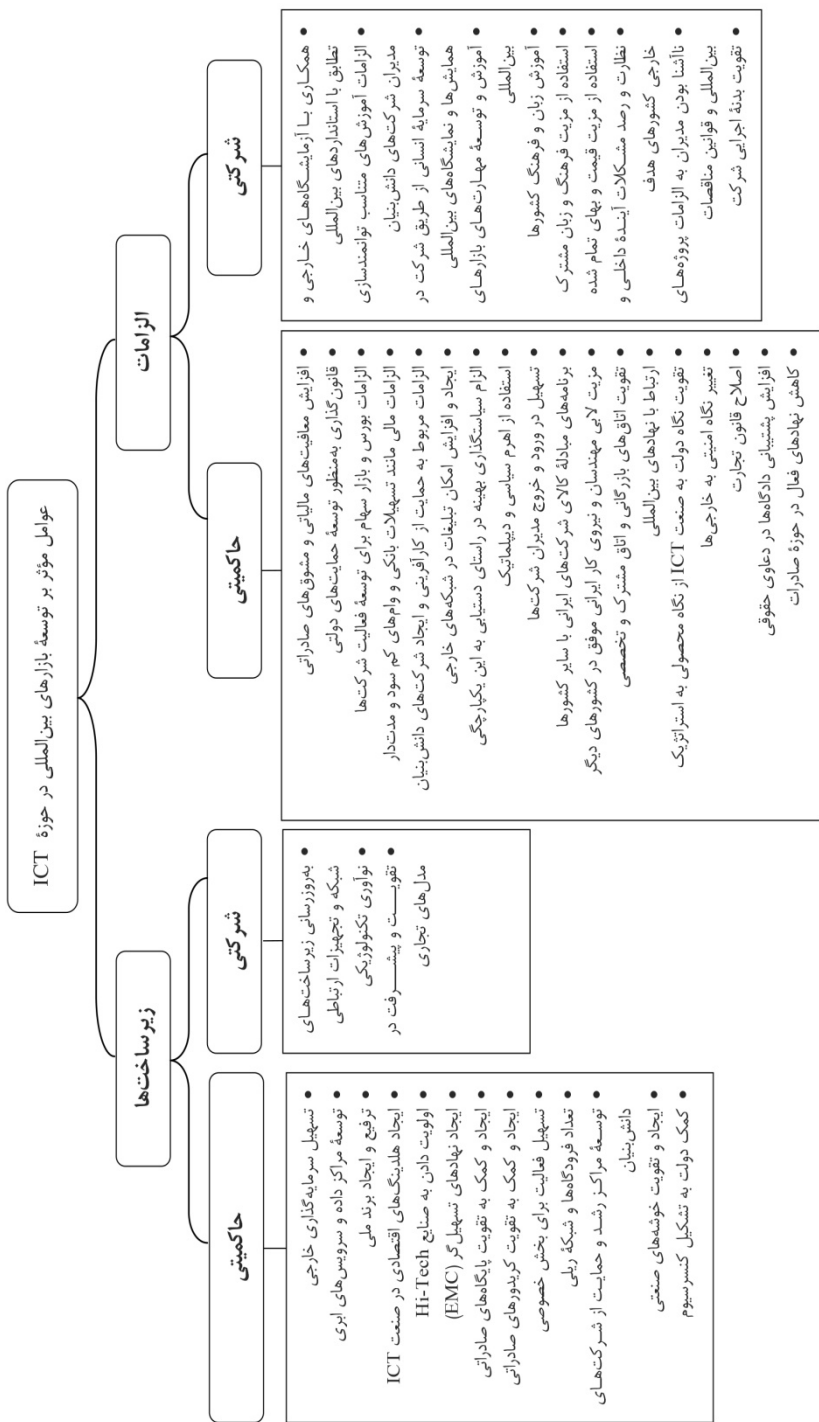 عوامل مؤثر بر توسعهٔ بازارهای بین‌المللی در حوزهٔ ICT
الزامات
شرکتی
• همکاری با آزمایشگاه‌های خارجی و
تطابق با استانداردهای بین‌المللی
• الزامات آموزش‌های متناسب توانمندسازی
مدیران شرکت‌های دانش‌بنیان
• توسعهٔ سرمایهٔ انسانی از طریق شرکت در
همایش‌ها و نمایشگاه‌های بین‌المللی
• آموزش و توسعهٔ مهارت‌های بازارهای
بین‌المللی
• آموزش زبان و فرهنگ کشورها
• استفاده از مزیت فرهنگ و زبان مشترک
• استفاده از مزیت قیمت و بهای تمام شده
• نظارت و رصد مشکلات آیندهٔ داخلی و
خارجی کشورهای هدف
• ناآشنا بودن مدیران به الزامات پروژه‌های
بین‌المللی و قوانین مناقصات
• تقویت بدنهٔ اجرایی شرکت
حاکمیتی
• افزایش معافیت‌های مالیاتی و مشوق‌های صادراتی
• قانون‌گذاری به‌منظور توسعهٔ حمایت‌های دولتی
• الزامات بورس و بازار سهام برای توسعهٔ فعالیت شرکت‌ها
• الزامات مالی مانند تسهیلات بانکی و وام‌های کم سود و مدت‌دار
• الزامات مربوط به حمایت از کارآفرینی و ایجاد شرکت‌های دانش‌بنیان
• ایجاد و افزایش امکان تبلیغات در شبکه‌های خارجی
• الزام سیاستگذاری بهینه در راستای دستیابی به این یکپارچگی
• استفاده از اهرم سیاسی و دیپلماتیک
• تسهیل در ورود و خروج مدیران شرکت‌ها
• برنامه‌های مبادلهٔ کالای شرکت‌های ایرانی با سایر کشورها
• مزیت لابی مهندسان و نیروی کار ایرانی موفق در کشورهای دیگر
• تقویت اتاق‌های بازرگانی و اتاق مشترک و تخصصی
• ارتباط با نهادهای بین‌المللی
• تقویت نگاه دولت به صنعت ICT از نگاه محصولی به استراتژیک
• تغییر نگاه امنیتی به خارجی‌ها
• اصلاح قانون تجارت
• افزایش پشتیبانی دادگاه‌ها در دعاوی حقوقی
• کاهش نهادهای فعال در حوزهٔ صادرات
زیرساخت‌ها
شرکتی
• به‌روزرسانی زیرساخت‌های
شبکه و تجهیزات ارتباطی
• نوآوری تکنولوژیکی
• تقویت و پیشرفت در
مدل‌های تجاری
حاکمیتی
• تسهیل سرمایه‌گذاری خارجی
• توسعهٔ مراکز داده و سرویس‌های ابری
• ترفیع و ایجاد برند ملی
• ایجاد هلدینگ‌های اقتصادی در صنعت ICT
• اولویت دادن به صنایع Hi-Tech
• ایجاد نهادهای تسهیل‌گر (EMC)
• ایجاد و کمک به تقویت پایگاه‌های صادراتی
• ایجاد و کمک به تقویت کریدورهای صادراتی
• تسهیل فعالیت برای بخش خصوصی
• تعداد فرودگاه‌ها و شبکهٔ ریلی
• توسعهٔ مراکز رشد و حمایت از شرکت‌های
دانش‌بنیان
• ایجاد و تقویت خوشه‌های صنعتی
• کمک دولت به تشکیل کنسرسیوم